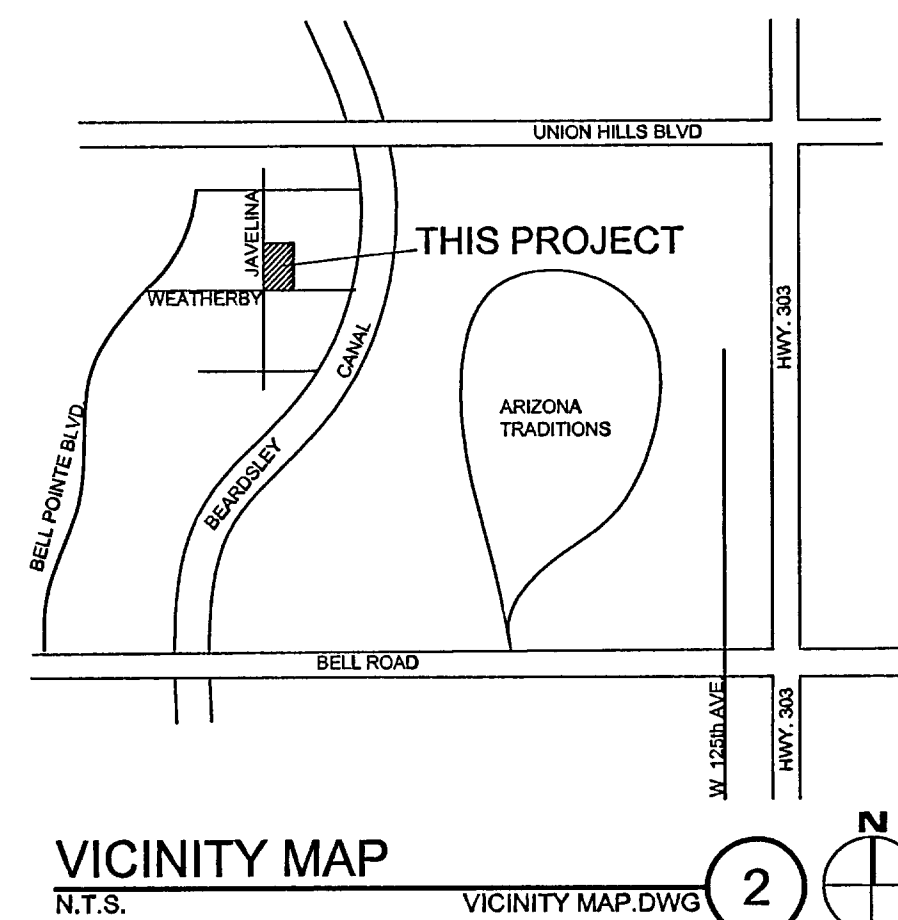 UNION HILLS BLVD
JAVELINA
THIS PROJECT
WEATHERBY
HWY. 303
CANAL
ARIZONA
TRADITIONS
BELL POINTE BLVD.
BEARDSLEY
BELL ROAD
W 125th AVE.
HWY. 303
VICINITY MAP
N.T.S.
VICINITY MAP.DWG
2
N